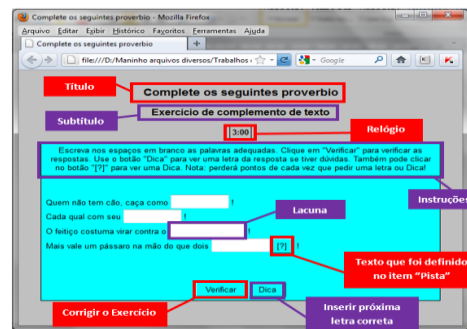 Complete os seguintes proverbio - Mozilla Firefox
Arquivo Editar Exibir Histórico Favoritos Ferramentas Ajuda
Complete os seguintes proverbio +
file:///D:/Maninho arquivos diversos/Trabalhos Google
Título
Complete os seguintes proverbio
Subtítulo
Exercício de complemento de texto
3:00
Relógio
Escreva nos espaços em branco as palavras adequadas. Clique em "Verificar" para verificar as
respostas. Use o botão "Dica" para ver uma letra da resposta se tiver dúvidas. Também pode clicar
no botão "[?]" para ver uma Dica. Nota: perderá pontos de cada vez que pedir uma letra ou Dica!
Instruções
Quem não tem cão, caça como !
Cada qual com seu !
Lacuna
O feitiço costuma virar contra o !
Mais vale um pássaro na mão do que dois [?] !
Texto que foi definido
no item "Pista"
Verificar Dica
Corrigir o Exercício
Inserir próxima
letra correta